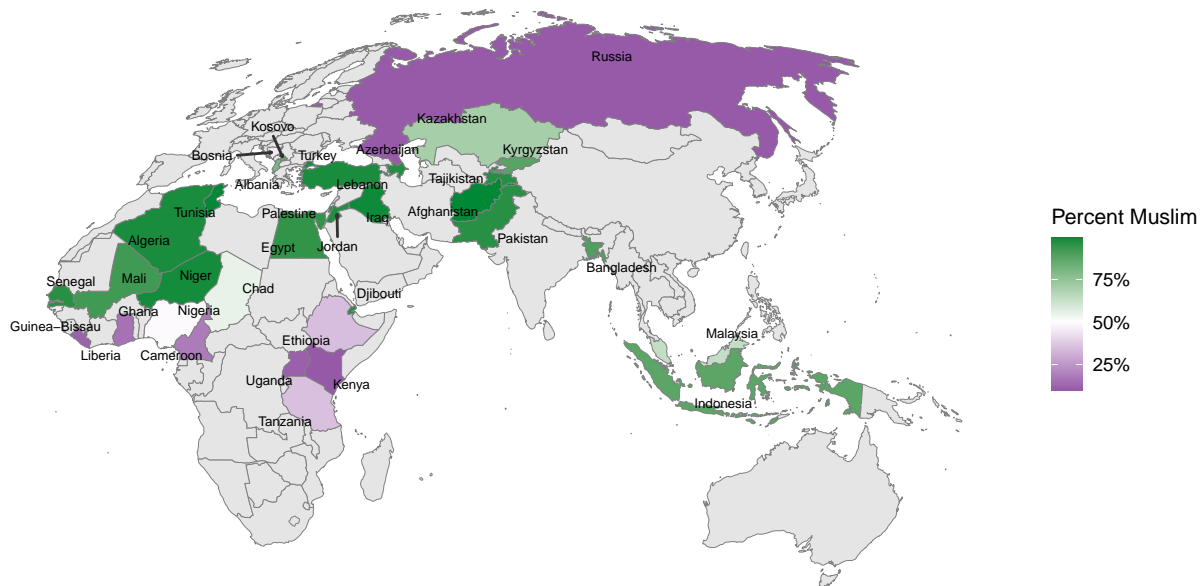 Russia
Kazakhstan
Kosovo
Azerbaijan
Kyrgyzstan
Bosnia
Turkey
Tajikistan
Albania
Lebanon
Tunisia
Palestine
Iraq
Afghanistan
Percent Muslim
Algeria
Egypt
Jordan
Pakistan
Bangladesh
75%
Senegal
Mali
Niger
Chad
Djibouti
Ghana
Nigeria
50%
Guinea–Bissau
Malaysia
Liberia
Cameroon
Ethiopia
25%
Uganda
Kenya
Indonesia
Tanzania